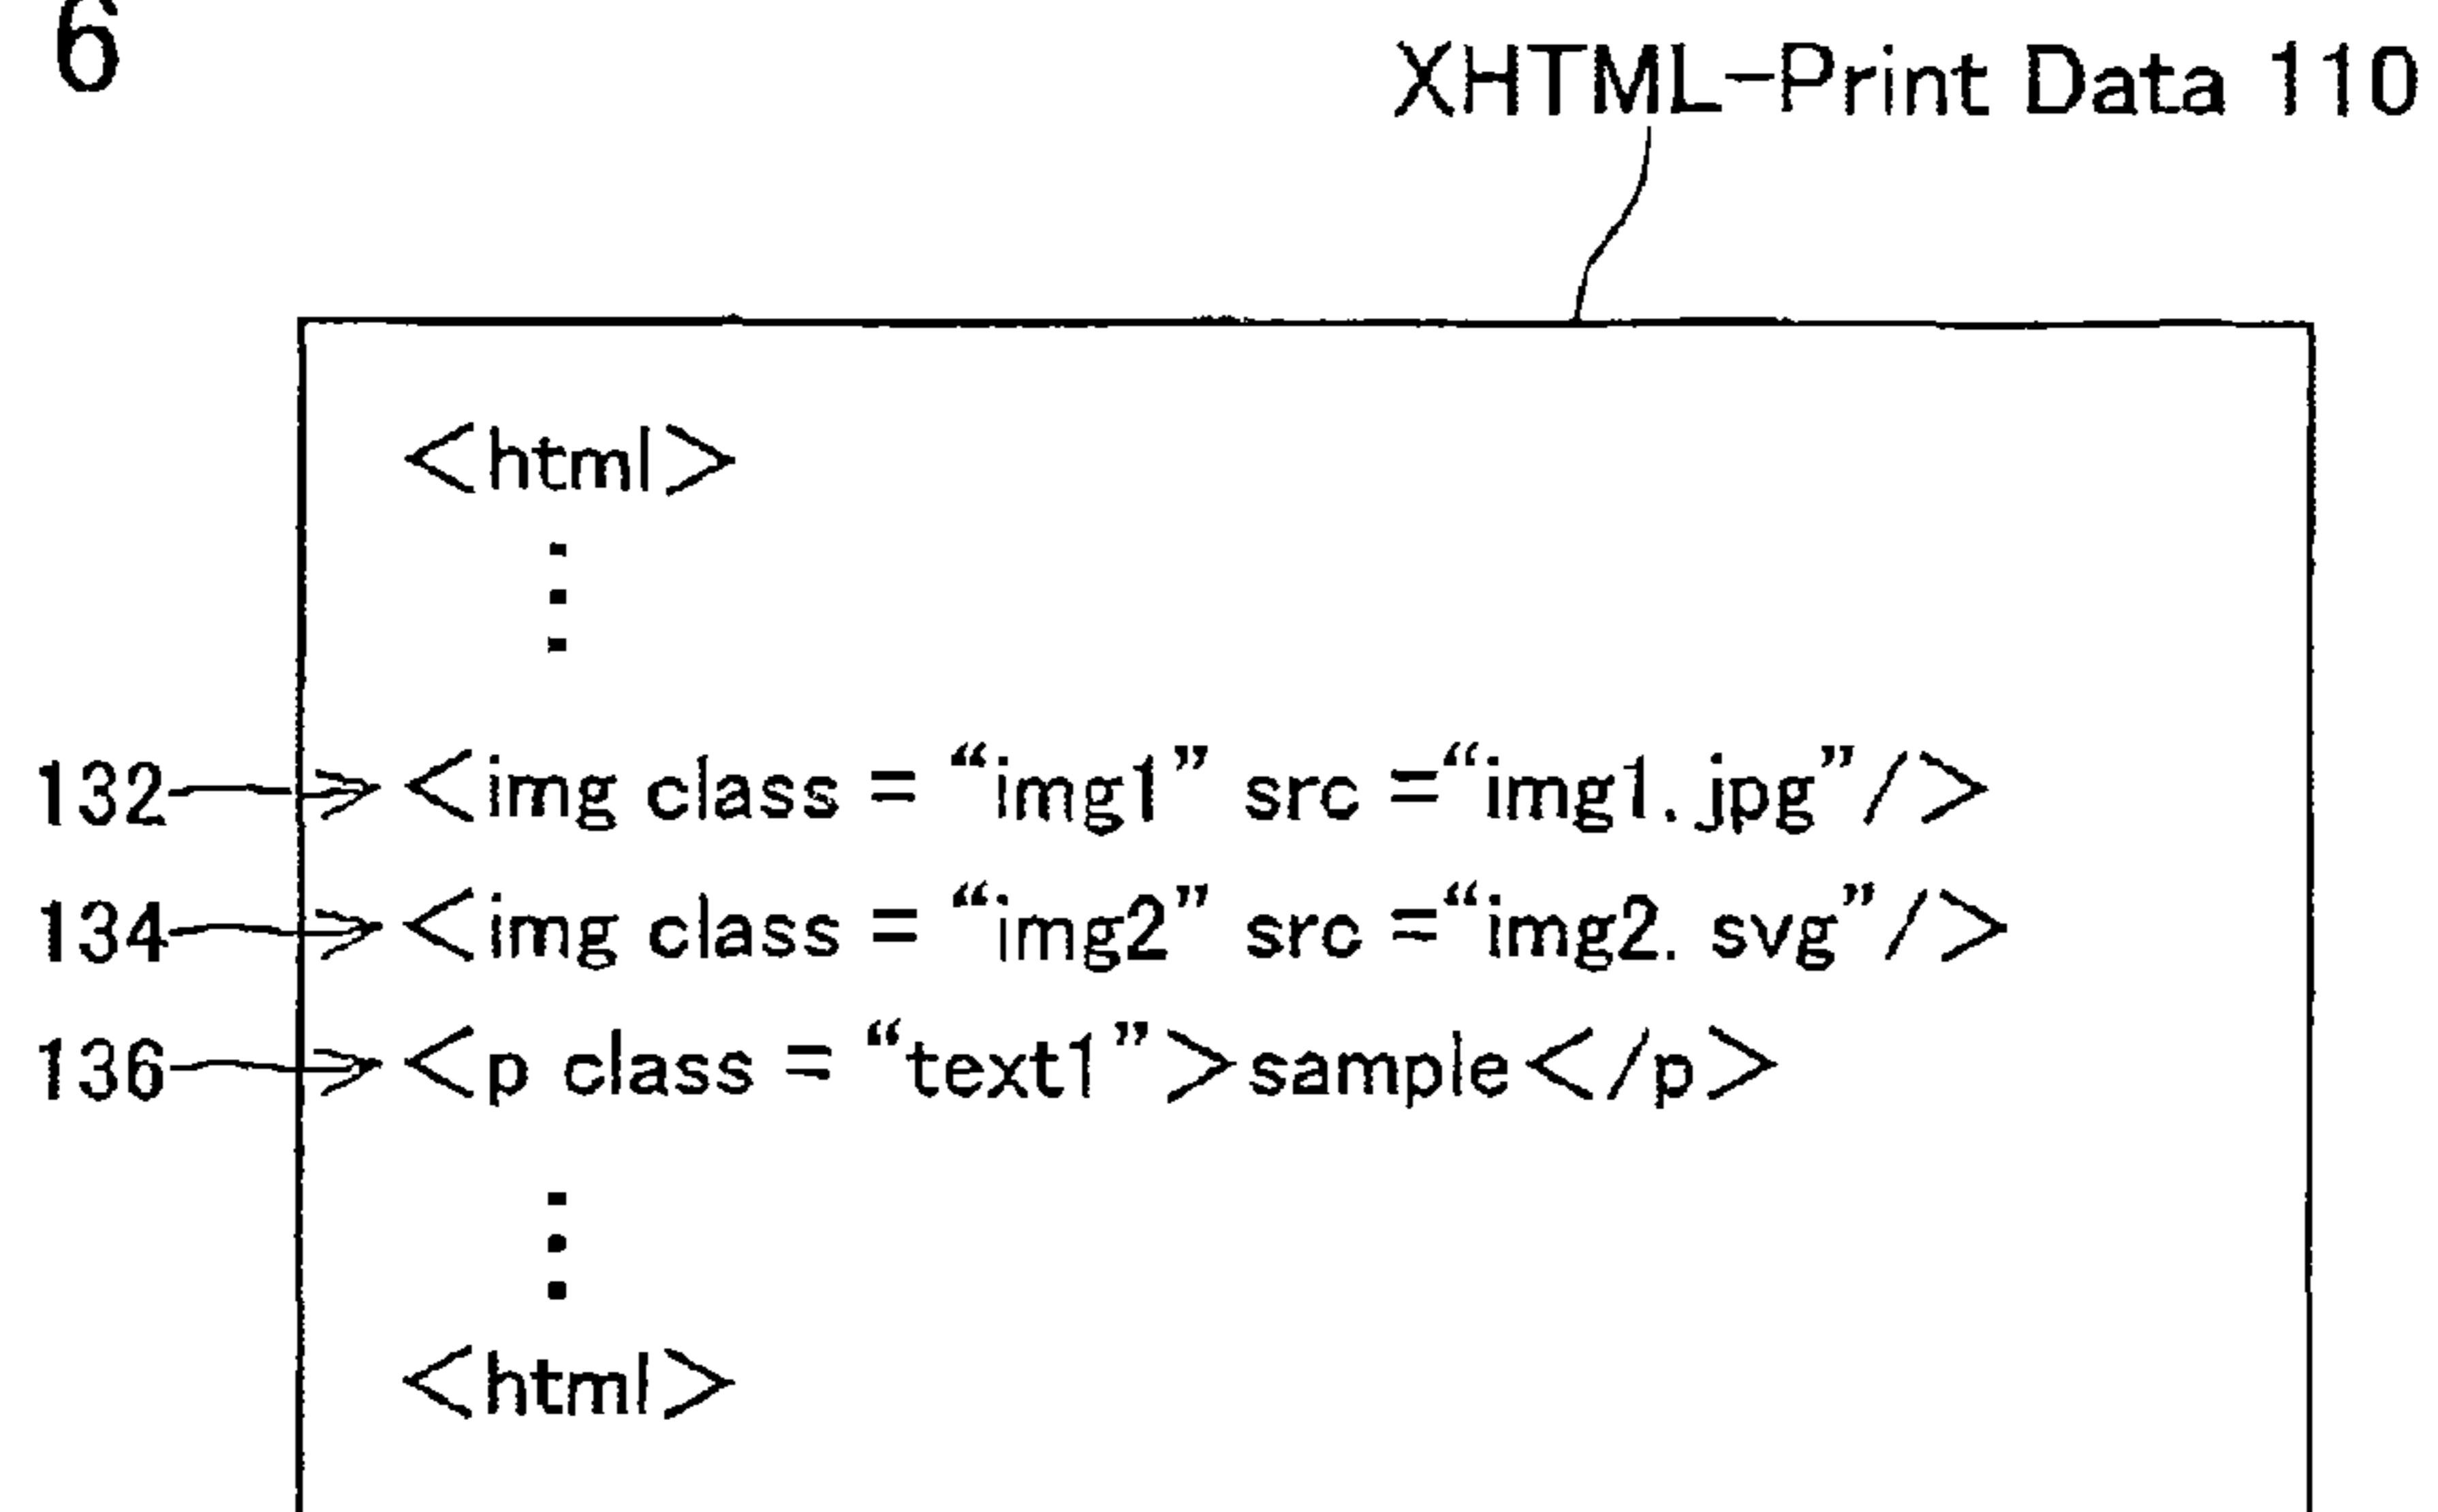 6
XHTML-Print Data 110
<html>
132 <img class = “img1” src =“img1.jpg”/>
134 <img class = “img2” src =“img2. svg”/>
136 <p class = “text1”>sample</p>
<html>